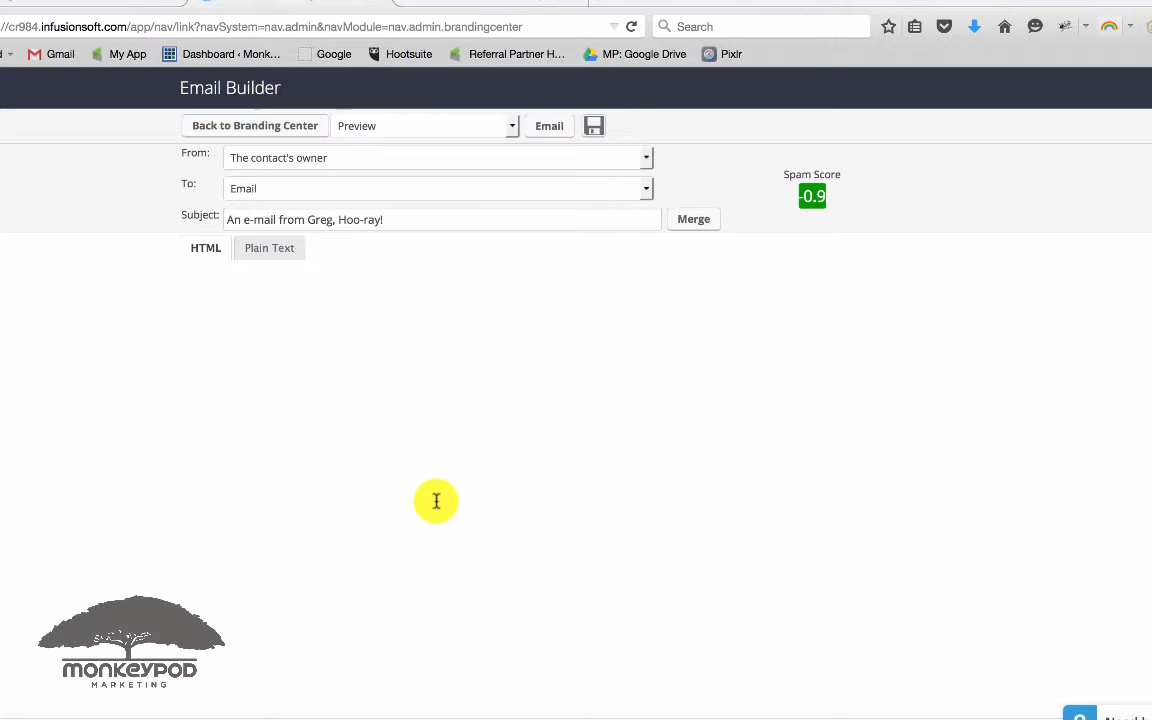 //cr984.infusionsoft.com/app/nav/link?navSystem=nav.admin&navModule=nav.admin.brandingcenter
Search
Gmail
My App
Dashboard ‹ Monk...
Google
Hootsuite
Referral Partner H...
MP: Google Drive
Pixlr
Email Builder
Back to Branding Center
Preview
Email
From:
The contact's owner
To:
Email
Subject:
An e-mail from Greg, Hoo-ray!
Merge
Spam Score
-0.9
HTML
Plain Text
monkeypod
MARKETING